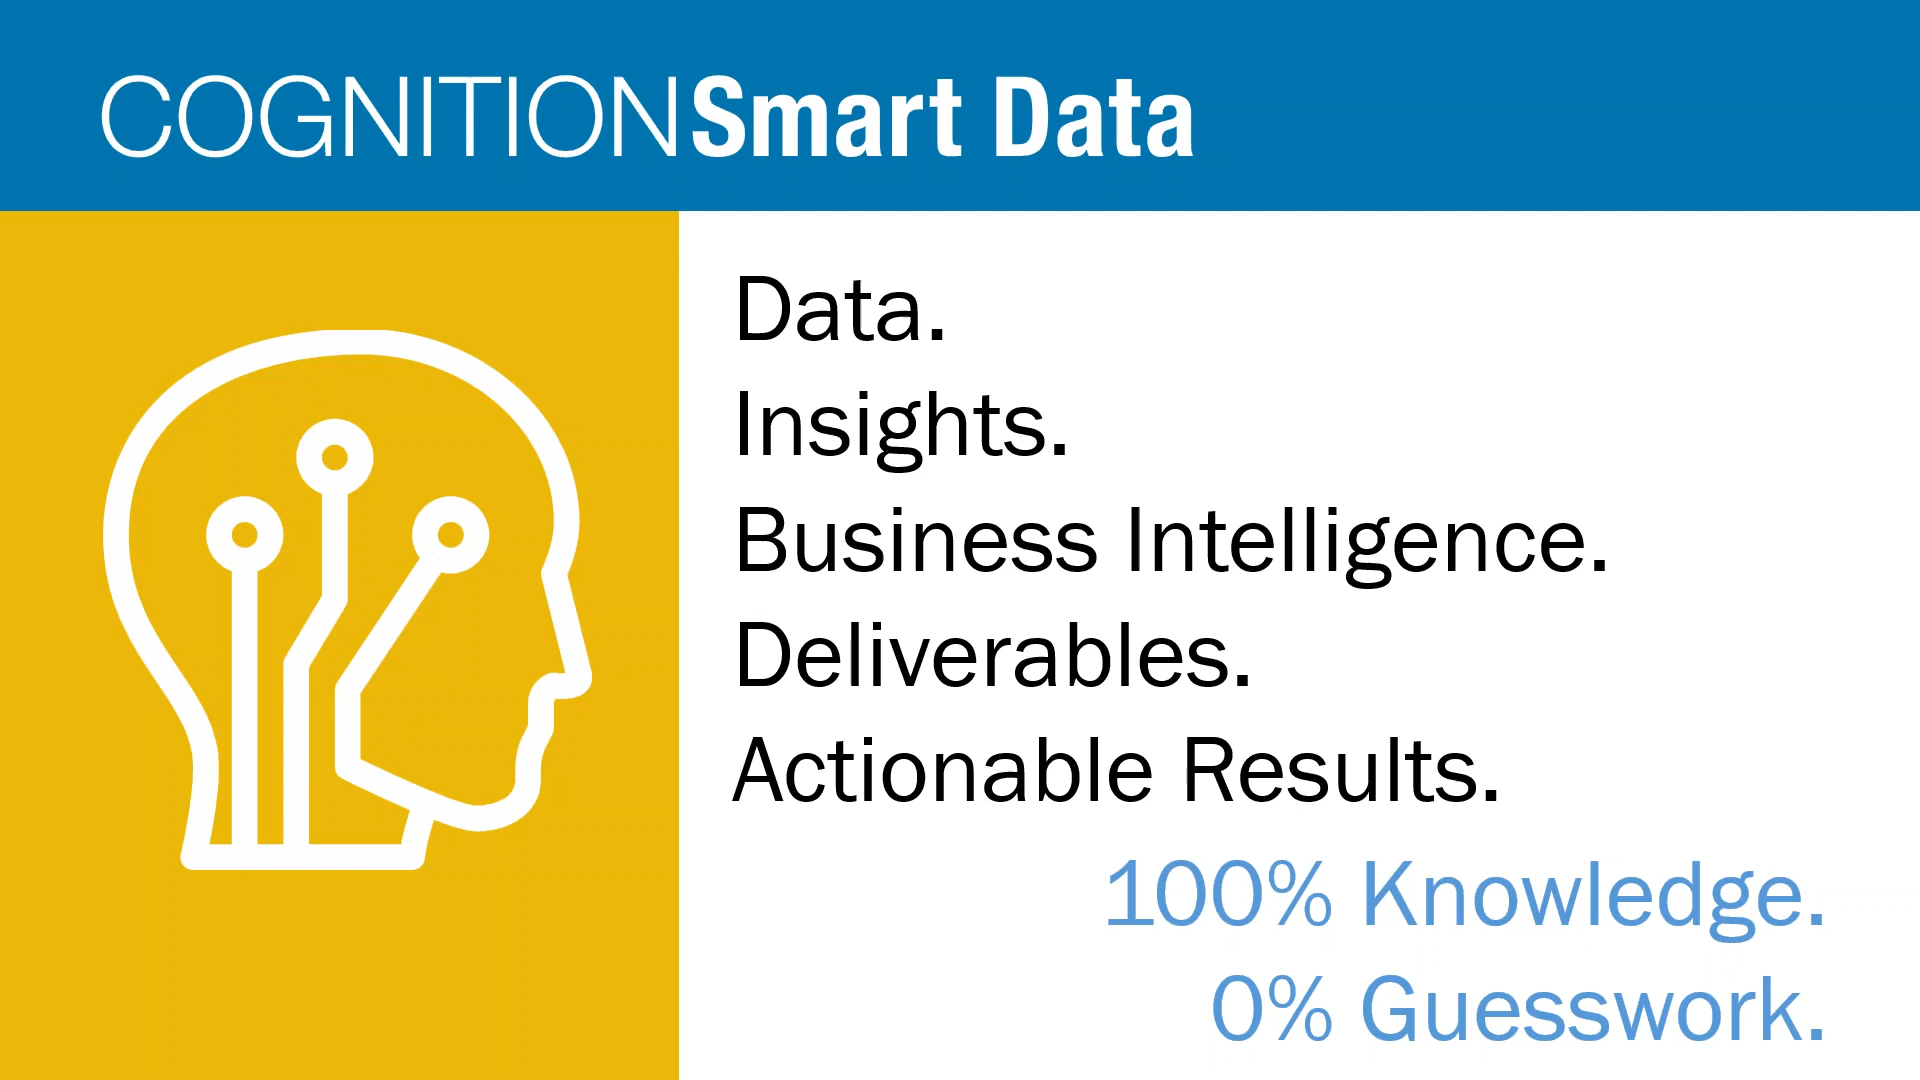 COGNITIONSmart Data
Data.
Insights.
Business Intelligence.
Deliverables.
Actionable Results.
100% Knowledge.
0% Guesswork.